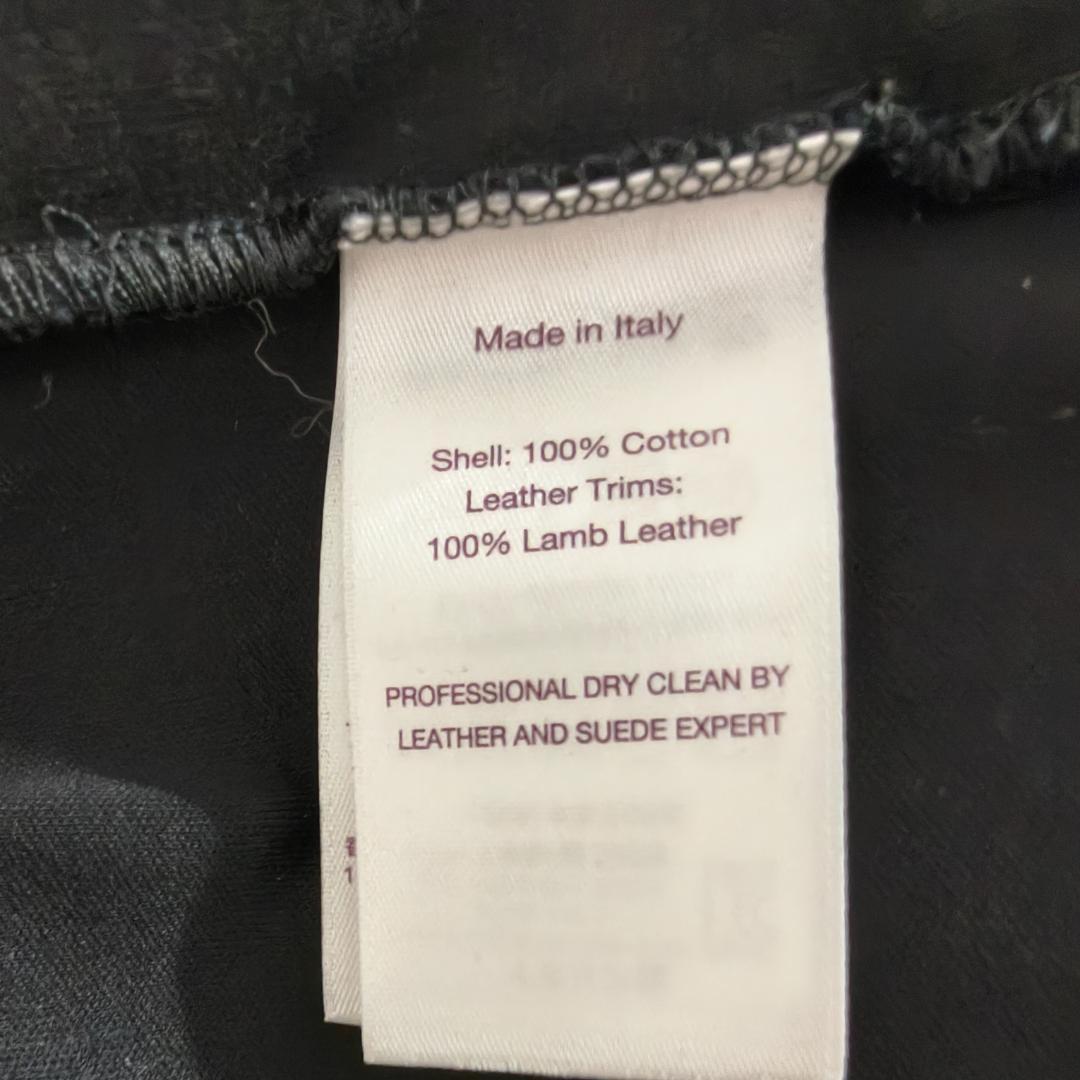 Made in Italy
Shell: 100% Cotton
Leather Trims:
100% Lamb Leather
PROFESSIONAL DRY CLEAN BY
LEATHER AND SUEDE EXPERT